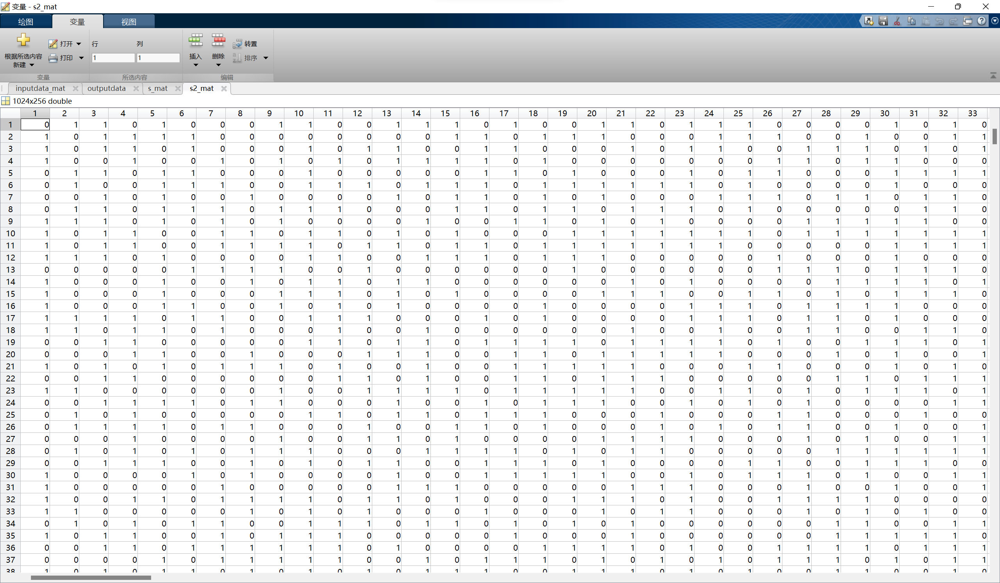 变量 - s2_mat
绘图 变量 视图
根据所选内容
新建
打开
打印
行 列
1 1
插入 删除 转置
排序
变量 所选内容 编辑
inputdata_mat outputdata s_mat s2_mat
1024x256 double
1 2 3 4 5 6 7 8 9 10 11 12 13 14 15 16 17 18 19 20 21 22 23 24 25 26 27 28 29 30 31 32 33
1 0 1 1 0 1 0 0 0 1 1 0 0 1 1 1 0 1 0 0 1 1 0 1 1 1 0 0 0 0 1 0 1 0
2 1 0 1 1 1 1 0 0 0 0 0 0 0 0 1 1 0 1 1 1 0 0 0 1 1 1 0 0 1 0 0 1 1
3 1 0 1 1 0 1 0 0 0 1 0 1 1 0 0 1 1 0 0 0 1 0 1 1 0 0 1 1 1 0 1 0 1
4 1 0 0 1 0 0 1 0 1 0 1 0 1 1 1 1 0 1 0 0 0 0 0 0 0 1 1 0 1 1 0 0 0
5 0 1 1 0 1 1 0 0 0 1 0 0 0 0 0 1 1 0 1 0 0 0 1 0 1 1 0 0 0 1 1 1 1
6 0 1 0 0 1 1 1 0 0 1 1 1 0 1 1 1 0 1 1 1 1 1 1 0 1 0 0 0 0 1 0 0 0
7 0 0 1 0 1 0 0 1 0 0 0 0 1 0 1 1 0 1 0 1 0 0 0 1 1 1 0 1 1 0 1 1 0
8 0 1 1 0 1 1 1 0 1 1 1 0 0 0 1 1 0 1 1 0 1 1 1 0 1 0 0 0 0 0 1 1 0
9 1 1 1 0 1 0 1 0 1 0 0 0 0 1 0 0 1 1 0 1 0 1 0 0 0 0 1 1 1 1 1 0 0
10 1 0 1 1 0 0 1 1 0 1 1 0 1 0 1 0 0 0 1 1 1 1 1 1 1 0 1 1 1 1 1 1 1
11 1 0 1 1 0 0 1 1 1 1 0 1 1 0 1 1 0 1 1 1 1 1 1 1 0 0 0 0 0 1 1 1 1
12 1 1 1 0 1 0 0 0 0 1 1 0 0 1 1 1 0 1 1 1 0 0 0 0 0 1 0 0 0 1 0 0 0
13 0 0 0 0 0 1 1 1 1 0 0 1 0 0 0 0 0 0 1 0 0 0 0 0 0 1 1 1 0 1 1 1 0
14 1 0 0 0 1 0 0 1 0 1 1 0 1 1 0 0 0 0 0 0 1 0 1 0 0 0 0 1 1 1 1 0 1
15 1 0 0 0 1 0 0 0 1 1 1 0 1 0 1 0 0 0 0 1 1 1 0 0 1 1 0 1 0 1 1 1 0
16 1 0 0 0 1 1 0 0 1 0 1 0 1 0 0 0 0 1 0 0 0 0 1 1 1 0 1 1 1 1 0 0 0
17 1 1 1 1 0 1 1 0 0 1 1 1 0 0 0 1 0 1 0 0 0 0 1 1 1 0 1 1 0 1 0 0 0
18 1 1 0 1 1 0 1 0 0 0 1 0 0 1 0 0 0 0 0 0 1 0 0 1 0 0 1 1 0 0 1 1 0
19 0 0 1 1 0 0 0 0 0 1 1 0 1 1 0 1 1 1 1 0 1 1 1 1 0 1 0 0 1 1 1 0 1
20 0 0 0 1 1 0 0 1 0 0 0 1 1 1 0 0 1 1 0 1 1 1 1 1 0 0 0 1 0 1 0 0 1
21 1 0 1 0 1 0 1 1 1 0 1 0 0 1 0 0 1 1 1 1 1 0 0 0 1 1 0 0 0 1 0 1 0
22 0 0 1 1 0 0 0 0 0 0 1 1 0 1 0 0 1 1 0 1 1 1 0 0 0 0 0 1 1 0 1 1 1
23 1 1 0 0 0 0 0 0 1 0 0 1 1 1 1 0 1 1 1 1 1 0 0 1 1 0 1 0 1 1 1 0 1
24 0 0 1 1 1 1 0 1 1 0 0 0 1 0 0 1 0 1 1 1 0 0 1 0 1 0 1 0 0 0 0 1 1
25 0 1 0 1 0 0 0 0 0 1 1 0 1 1 0 1 1 1 0 0 0 1 0 0 0 1 1 0 0 0 1 0 0
26 0 1 1 1 1 0 1 1 0 0 0 1 0 0 1 1 0 1 0 0 0 1 0 1 0 1 1 0 0 1 0 0 1
27 0 0 0 1 0 0 0 0 1 0 0 1 1 0 1 0 0 0 0 1 1 1 1 0 0 0 1 0 1 0 0 1 1
28 0 1 0 1 0 1 0 1 1 1 0 0 0 1 1 1 1 0 1 0 1 1 0 0 0 0 0 1 1 1 1 1 1
29 0 0 1 1 1 0 0 1 0 1 0 1 1 0 0 1 1 1 0 1 0 0 0 0 1 1 0 0 1 1 1 0 0
30 1 0 0 0 0 1 0 1 0 0 0 0 1 0 0 1 1 1 1 1 0 0 1 0 1 1 1 0 1 0 0 1 1
31 1 0 0 0 0 0 1 0 0 0 0 0 1 1 1 0 0 0 0 0 1 1 1 0 0 0 1 0 0 1 0 0 1
32 1 0 0 1 1 0 1 1 1 1 0 1 1 0 1 0 0 0 1 1 1 0 1 0 0 1 1 1 1 0 0 0 0
33 1 1 0 0 0 0 0 1 0 1 0 1 0 0 0 1 0 0 0 1 0 1 1 0 0 0 1 0 1 0 1 0 0
34 0 1 0 1 0 1 1 0 0 1 1 1 0 1 1 0 1 0 1 0 1 0 0 0 0 0 0 1 1 0 0 1 1
35 1 0 1 1 0 0 1 0 1 1 1 0 0 0 0 0 1 0 0 0 1 0 0 0 0 0 0 1 1 1 1 1 0
36 0 0 1 1 0 1 1 1 1 1 1 0 1 0 0 0 0 1 1 1 1 0 1 0 0 1 1 1 1 0 1 1 1
37 0 0 0 0 1 0 1 1 1 1 1 0 0 1 0 1 1 1 0 1 0 1 0 1 0 1 1 1 0 1 0 1 1
38 1 0 1 0 1 1 0 1 0 1 0 1 0 1 1 1 0 0 1 1 1 0 1 0 1 0 0 1 1 0 0 1 0